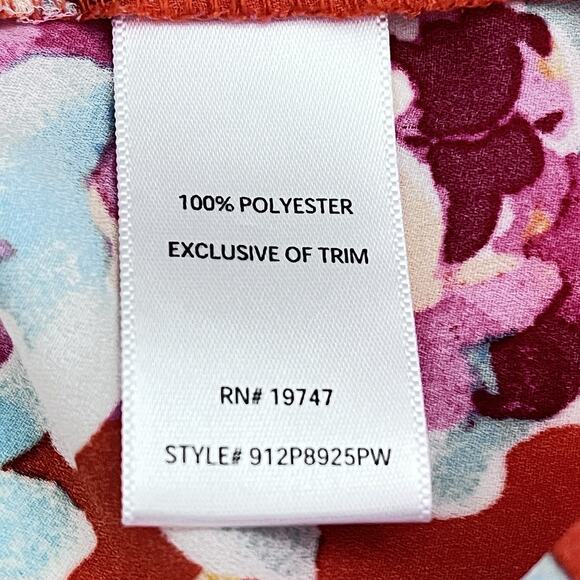 100% POLYESTER
EXCLUSIVE OF TRIM
RN# 19747
STYLE# 912P8925PW